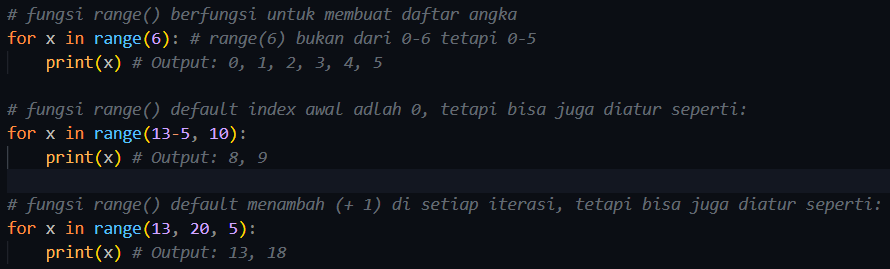 # fungsi range() berfungsi untuk membuat daftar angka
for x in range(6): # range(6) bukan dari 0-6 tetapi 0-5
    print(x) # Output: 0, 1, 2, 3, 4, 5
# fungsi range() default index awal adlah 0, tetapi bisa juga diatur seperti:
for x in range(13-5, 10):
    print(x) # Output: 8, 9
# fungsi range() default menambah (+ 1) di setiap iterasi, tetapi bisa juga diatur seperti:
for x in range(13, 20, 5):
    print(x) # Output: 13, 18